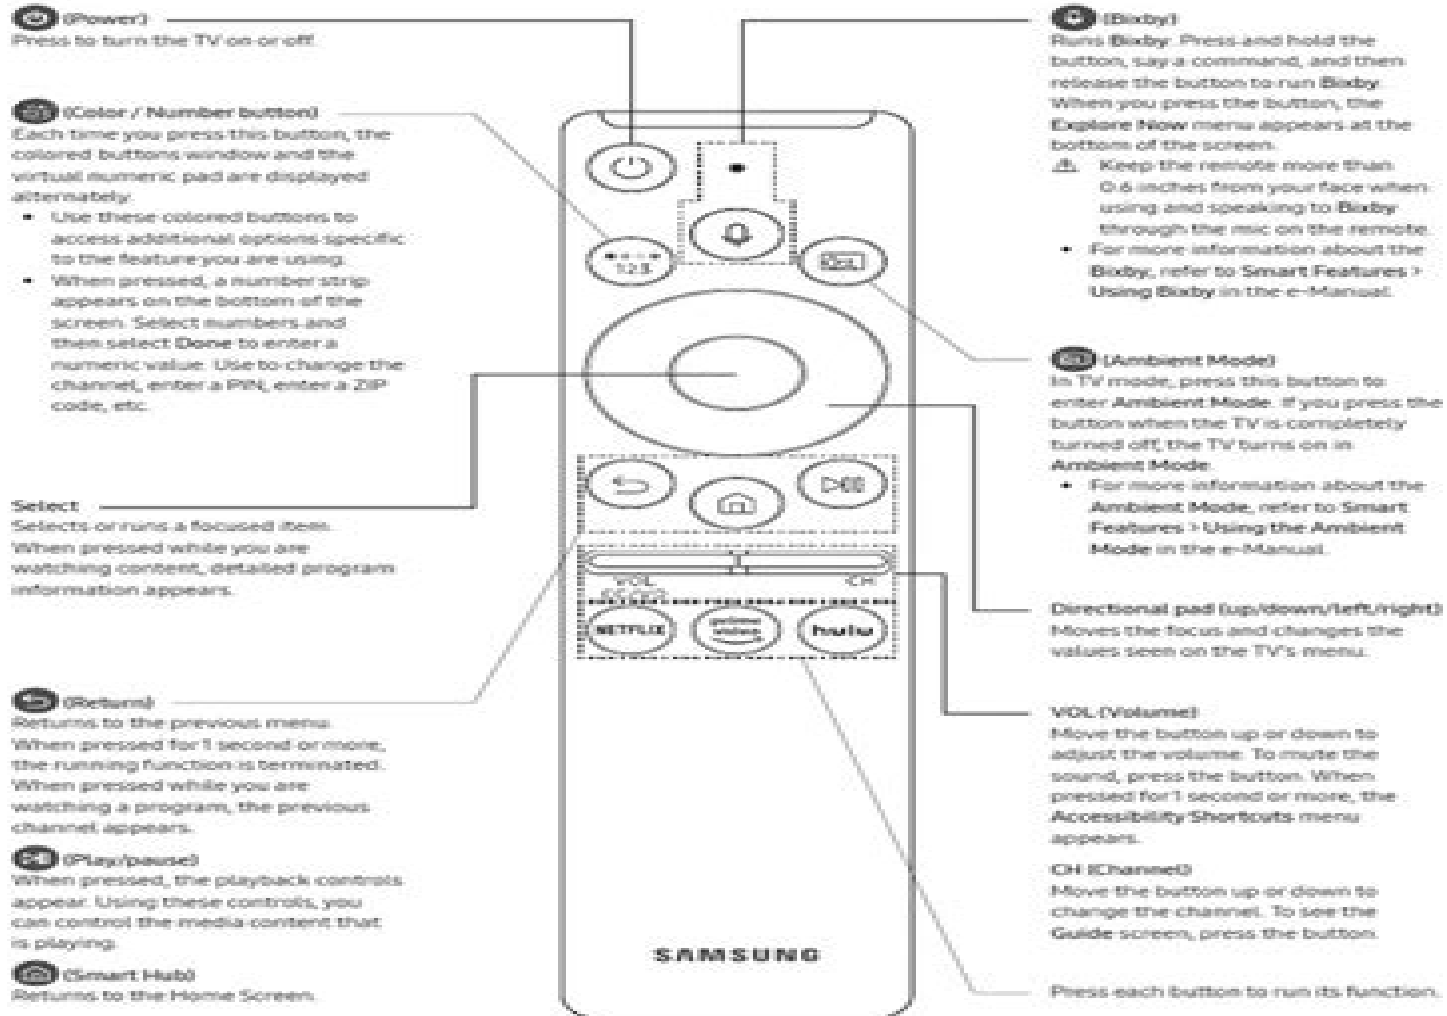 (Power)
Press to turn the TV on or off.
(Color / Number button)
Each time you press this button, the
colored buttons window and the
virtual numeric pad are displayed
alternately.
• Use these colored buttons to
access additional options specific
to the feature you are using.
• When pressed, a number strip
appears on the bottom of the
screen. Select numbers and
then select Done to enter a
numeric value. Use to change the
channel, enter a PIN, enter a ZIP
code, etc.
Select
Selects or runs a focused item.
When pressed while you are
watching content, detailed program
information appears.
(Return)
Returns to the previous menu.
When pressed for 1 second or more,
the running function is terminated.
When pressed while you are
watching a program, the previous
channel appears.
(Play/pause)
When pressed, the playback controls
appear. Using these controls, you
can control the media content that
is playing.
(Smart Hub)
Returns to the Home Screen.
123
VOL
CH
NETFLIX
prime video
hulu
SAMSUNG
(Bixby)
Runs Bixby. Press and hold the
button, say a command, and then
release the button to run Bixby.
When you press the button, the
Explore Now menu appears at the
bottom of the screen.
Keep the remote more than
0.6 inches from your face when
using and speaking to Bixby
through the mic on the remote.
• For more information about the
Bixby, refer to Smart Features >
Using Bixby in the e-Manual.
(Ambient Mode)
In TV mode, press this button to
enter Ambient Mode. If you press the
button when the TV is completely
turned off, the TV turns on in
Ambient Mode.
• For more information about the
Ambient Mode, refer to Smart
Features > Using the Ambient
Mode in the e-Manual.
Directional pad (up/down/left/right)
Moves the focus and changes the
values seen on the TV's menu.
VOL (Volume)
Move the button up or down to
adjust the volume. To mute the
sound, press the button. When
pressed for 1 second or more, the
Accessibility Shortcuts menu
appears.
CH (Channel)
Move the button up or down to
change the channel. To see the
Guide screen, press the button.
Press each button to run its function.